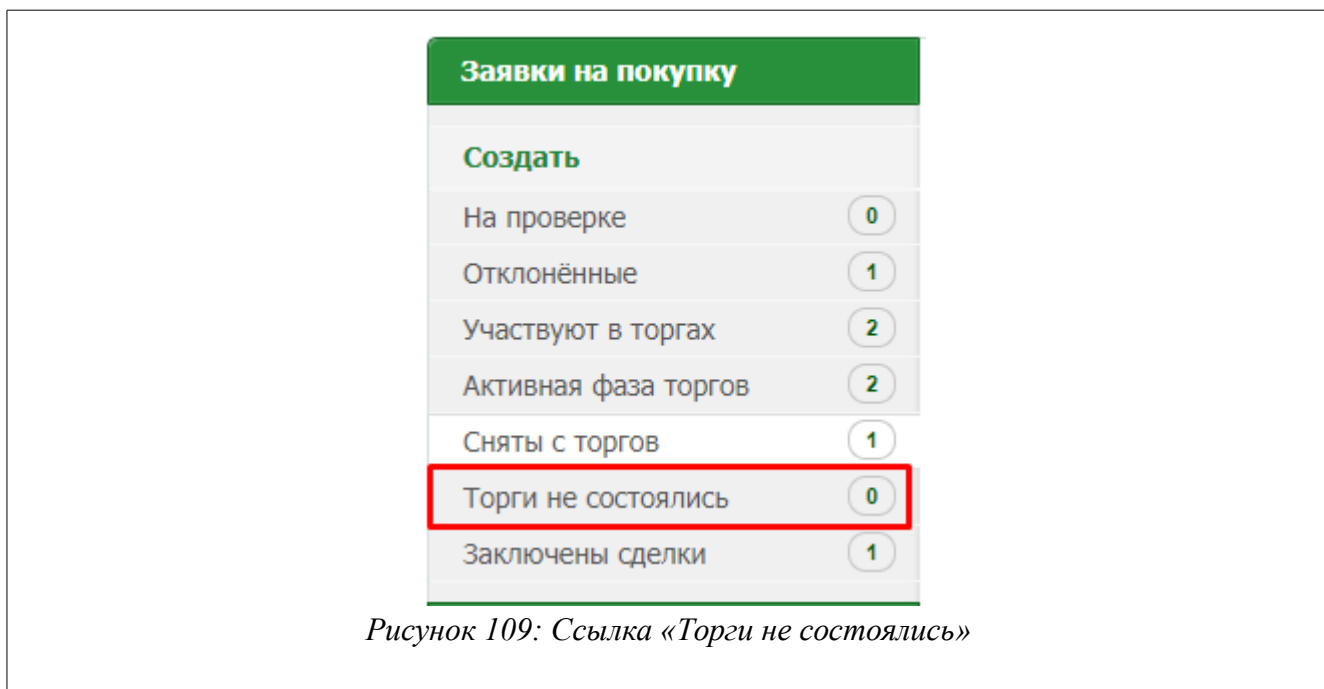 Заявки на покупку
Создать
На проверке 0
Отклонённые 1
Участвуют в торгах 2
Активная фаза торгов 2
Сняты с торгов 1
Торги не состоялись 0
Заключены сделки 1
Рисунок 109: Ссылка «Торги не состоялись»